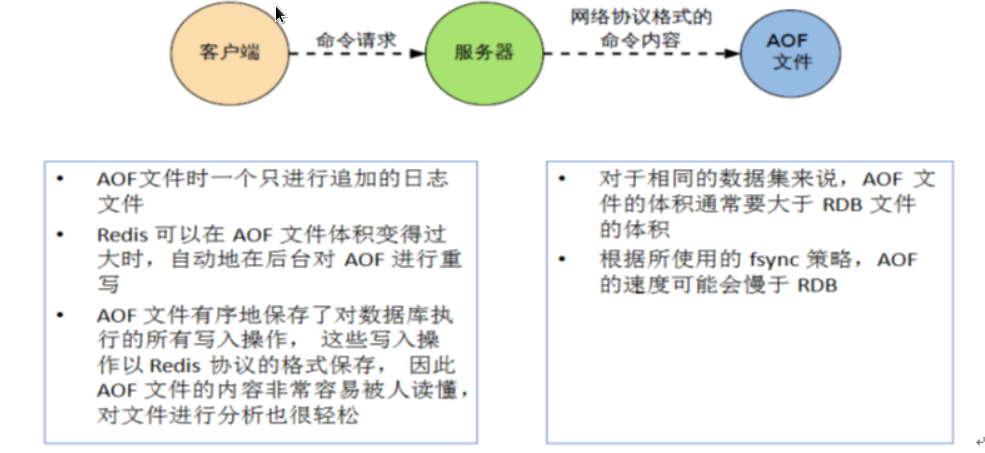 客户端
命令请求
服务器
网络协议格式的
命令内容
AOF
文件
• AOF文件时一个只进行追加的日志
文件
• Redis 可以在 AOF 文件体积变得过
大时，自动地在后台对 AOF 进行重
写
• AOF 文件有序地保存了对数据库执
行的所有写入操作， 这些写入操
作以 Redis 协议的格式保存， 因此
AOF 文件的内容非常容易被人读懂，
对文件进行分析也很轻松
• 对于相同的数据集来说，AOF 文
件的体积通常要大于 RDB 文件
的体积
• 根据所使用的 fsync 策略，AOF
的速度可能会慢于 RDB